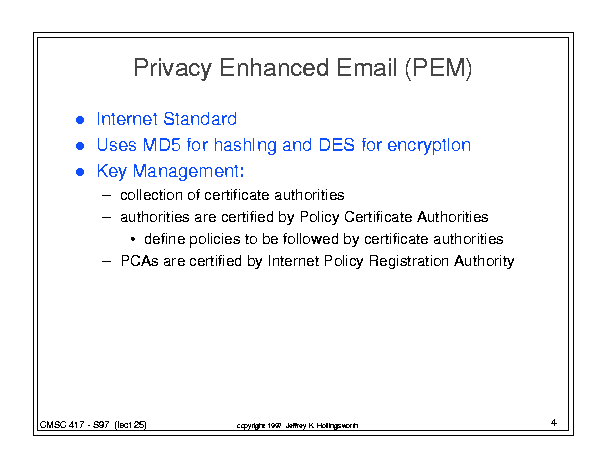 Privacy Enhanced Email (PEM)
● Internet Standard
● Uses MD5 for hashing and DES for encryption
● Key Management:
– collection of certificate authorities
– authorities are certified by Policy Certificate Authorities
• define policies to be followed by certificate authorities
– PCAs are certified by Internet Policy Registration Authority
CMSC 417 - S97 (lect 25)
copyright 1997 Jeffrey K. Hollingsworth
4